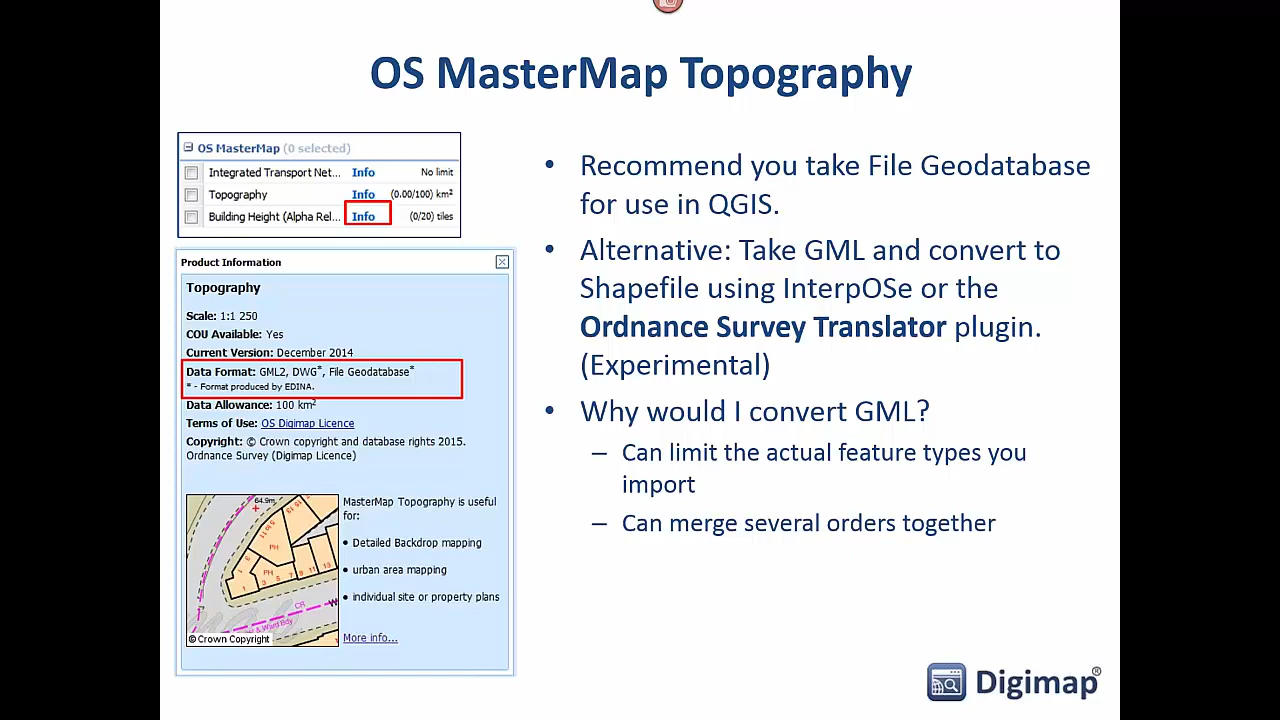 OS MasterMap Topography
OS MasterMap (0 selected)
Integrated Transport Net... Info No limit
Topography Info (0.00/100) km²
Building Height (Alpha Rel... Info (0/20) tiles
Product Information
Topography
Scale: 1:1 250
COU Available: Yes
Current Version: December 2014
Data Format: GML2, DWG*, File Geodatabase*
* - Format produced by EDINA.
Data Allowance: 100 km²
Terms of Use: OS Digimap Licence
Copyright: © Crown copyright and database rights 2015.
Ordnance Survey (Digimap Licence)
64.9m
PH
PH
CR
& Ward Bdy
© Crown Copyright
MasterMap Topography is useful
for:
• Detailed Backdrop mapping
• urban area mapping
• individual site or property plans
More info...
• Recommend you take File Geodatabase
for use in QGIS.
• Alternative: Take GML and convert to
Shapefile using InterpOSe or the
Ordnance Survey Translator plugin.
(Experimental)
• Why would I convert GML?
– Can limit the actual feature types you
import
– Can merge several orders together
Digimap®